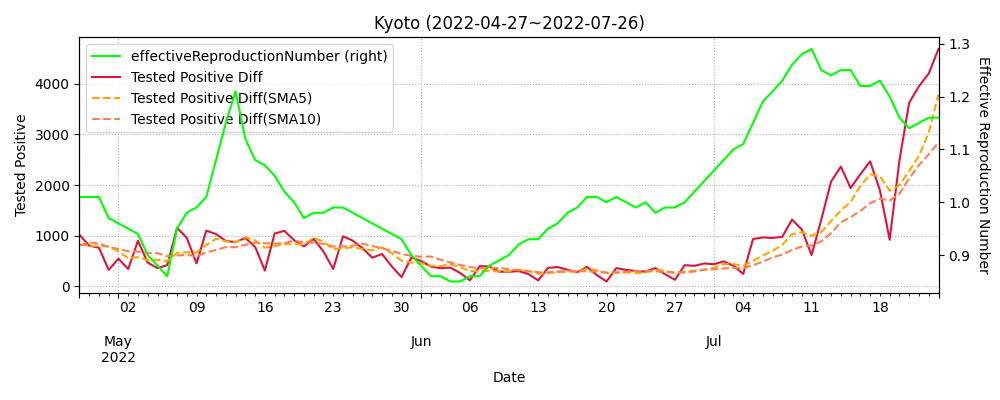 Kyoto (2022-04-27~2022-07-26)
effectiveReproductionNumber (right)
Tested Positive Diff
Tested Positive Diff(SMA5)
Tested Positive Diff(SMA10)
Tested Positive
4000
3000
2000
1000
0
1.3
1.2
1.1
1.0
0.9
Effective Reproduction Number
02 09 16 23 30 06 13 20 27 04 11 18
May Jun Jul
2022
Date